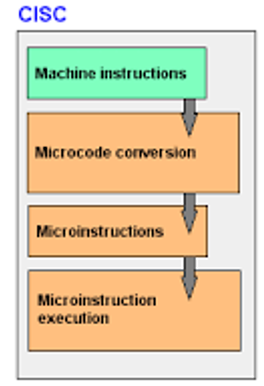 CISC
Machine instructions
Microcode conversion
Microinstructions
Microinstruction
execution